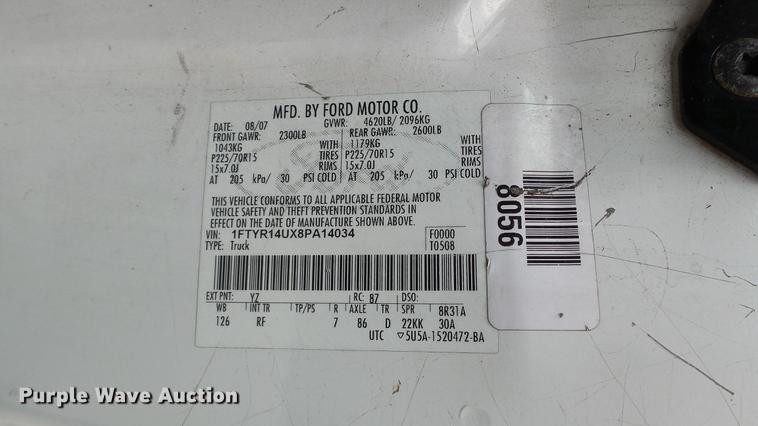 MFD. BY FORD MOTOR CO.
DATE: 08/07 GVWR: 4620LB/ 2096KG
FRONT GAWR: 2300LB REAR GAWR: 2600LB
1043KG WITH 1179KG WITH
P225/70R15 TIRES P225/70R15 TIRES
15x7.0J RIMS 15x7.0J RIMS
AT 205 kPa/ 30 PSI COLD AT 205 kPa/ 30 PSI COLD
THIS VEHICLE CONFORMS TO ALL APPLICABLE FEDERAL MOTOR
VEHICLE SAFETY AND THEFT PREVENTION STANDARDS IN
EFFECT ON THE DATE OF MANUFACTURE SHOWN ABOVE.
VIN: 1FTYR14UX8PA14034 F0000
TYPE: Truck T0508
EXT PNT: YZ RC: 87 DSO:
WB INT TR TP/PS R AXLE TR SPR 8R31A
126 RF 7 86 D 22KK 30A
UTC ▽5U5A-1520472-BA
8056
Purple Wave Auction